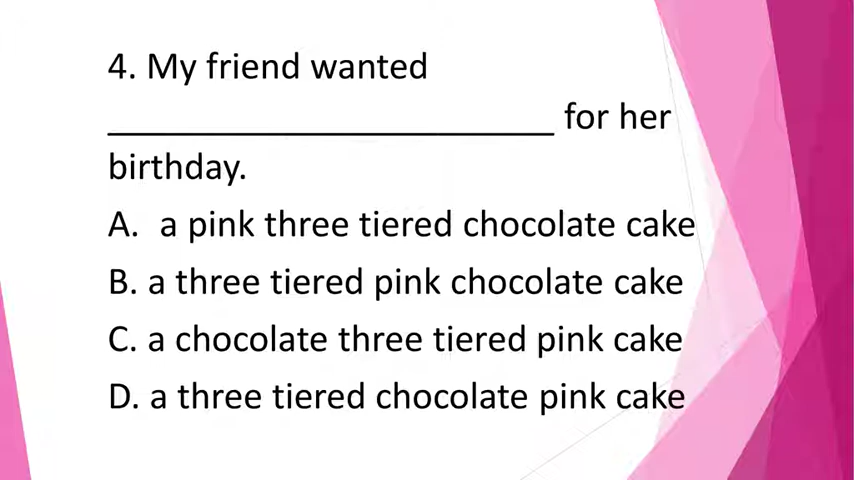 4. My friend wanted
_________________________ for her
birthday.
A. a pink three tiered chocolate cake
B. a three tiered pink chocolate cake
C. a chocolate three tiered pink cake
D. a three tiered chocolate pink cake